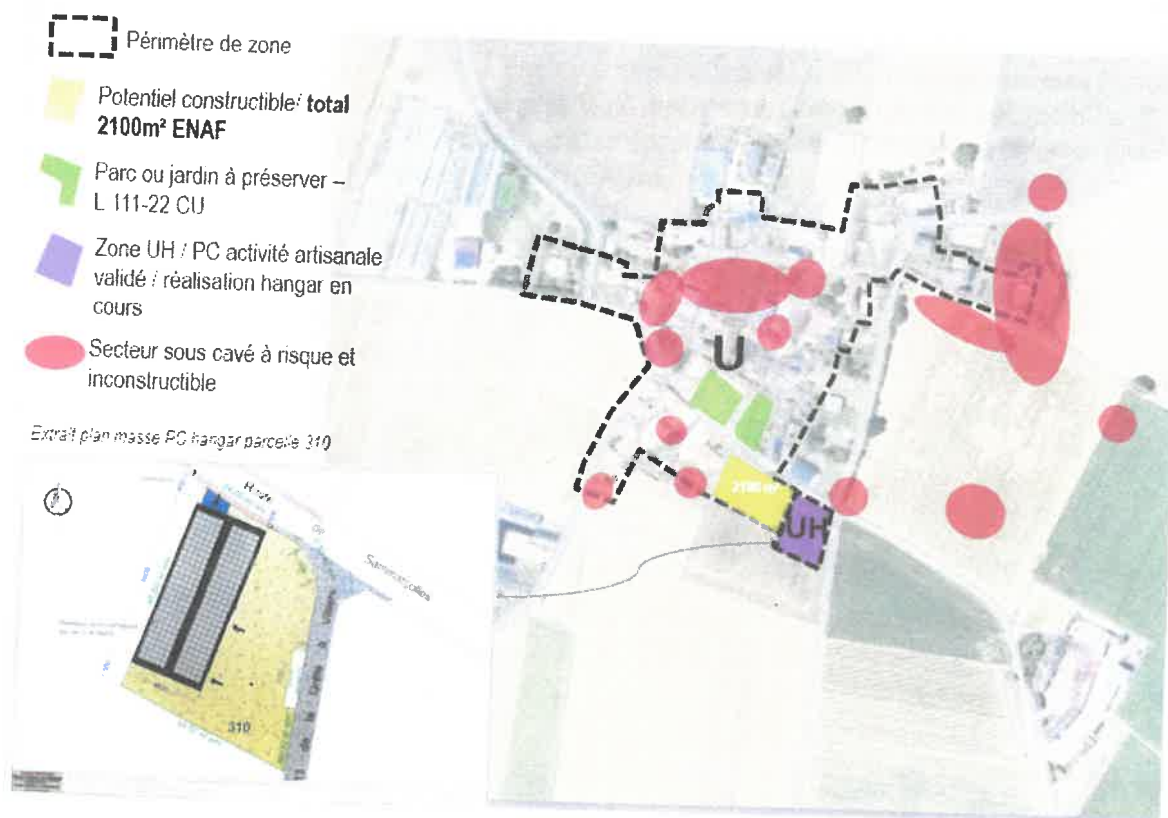 Périmètre de zone
Potentiel constructible/ total
2100m² ENAF
Parc ou jardin à préserver –
L 111-22 CU
Zone UH / PC activité artisanale
validé / réalisation hangar en
cours
Secteur sous cavé à risque et
inconstructible
Extrait plan masse PC hangar parcelle 310
U
2100 m²
UH
Haute
Sammarçolles
310